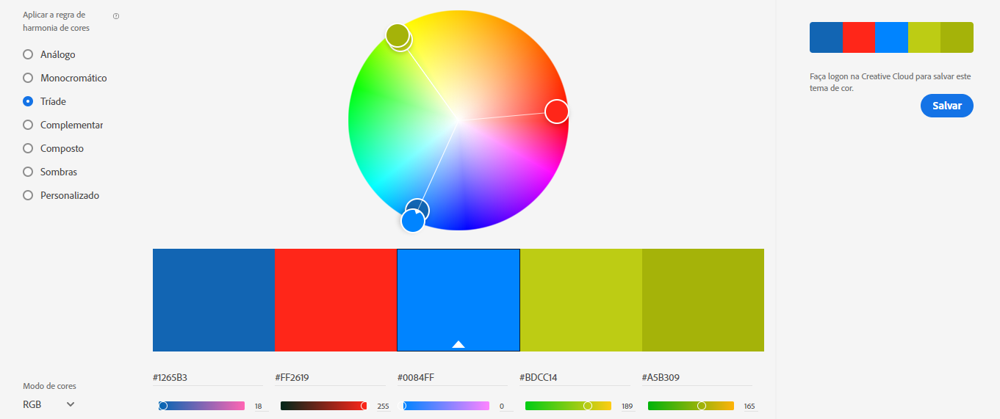 Aplicar a regra de
harmonia de cores
Análogo
Monocromático
Tríade
Complementar
Composto
Sombras
Personalizado
Modo de cores
RGB
#1265B3
#FF2619
#0084FF
#BDCC14
#A5B309
18
255
0
189
165
Faça logon na Creative Cloud para salvar este
tema de cor.
Salvar